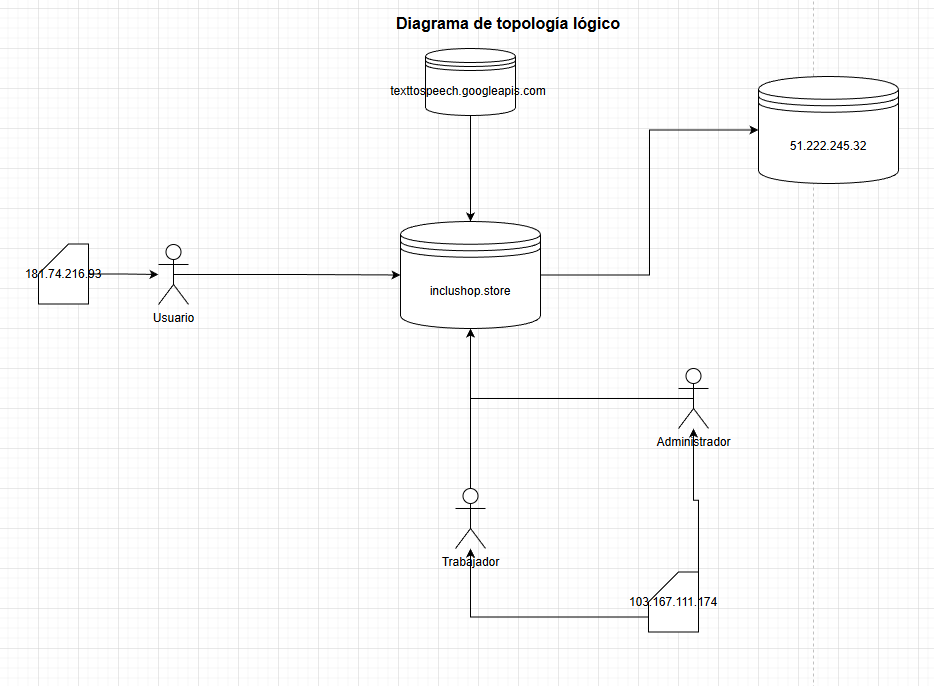 Diagrama de topología lógico
texttospeech.googleapis.com
51.222.245.32
181.74.216.93
inclushop.store
Usuario
Administrador
Trabajador
103.167.111.174